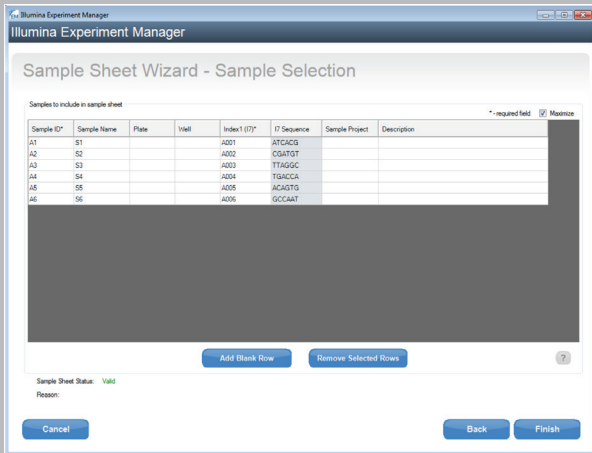 Illumina Experiment Manager
Illumina Experiment Manager
Sample Sheet Wizard - Sample Selection
Samples to include in sample sheet
* - required field Maximize
Sample ID* Sample Name Plate Well Index1 (I7)* I7 Sequence Sample Project Description
A1 S1 A001 ATCACG
A2 S2 A002 CGATGT
A3 S3 A003 TTAGGC
A4 S4 A004 TGACCA
A5 S5 A005 ACAGTG
A6 S6 A006 GCCAAT
Add Blank Row Remove Selected Rows ?
Sample Sheet Status: Valid
Reason:
Cancel Back Finish